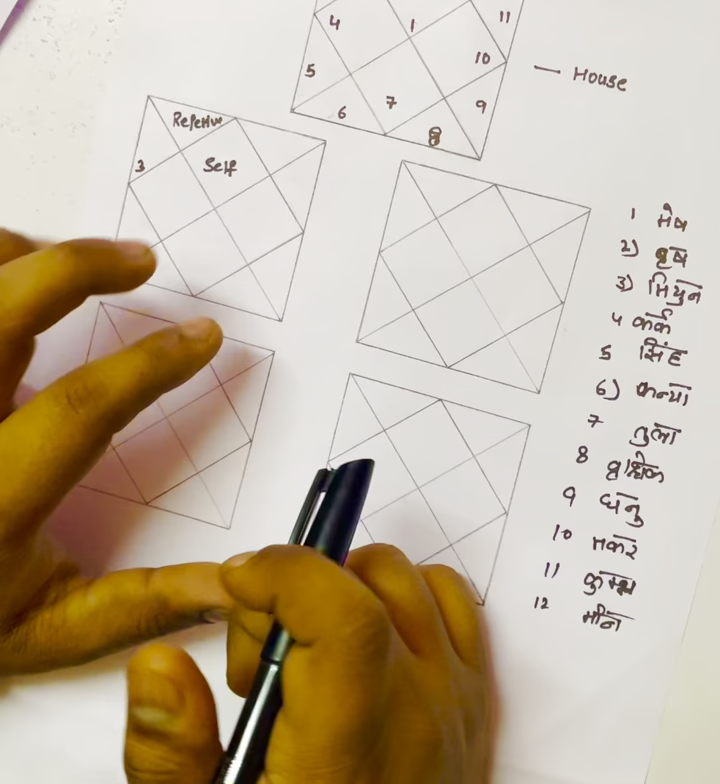 11
4
1
10
5
7
9
6
8
— House
Refetive
3
Self
1 मेष
2) वृष
3) मिथुन
4 कर्क
5 सिंह
6) कन्या
7 तुला
8 वृश्चिक
9 धनु
10 मकर
11 कुम्भ
12 मीन